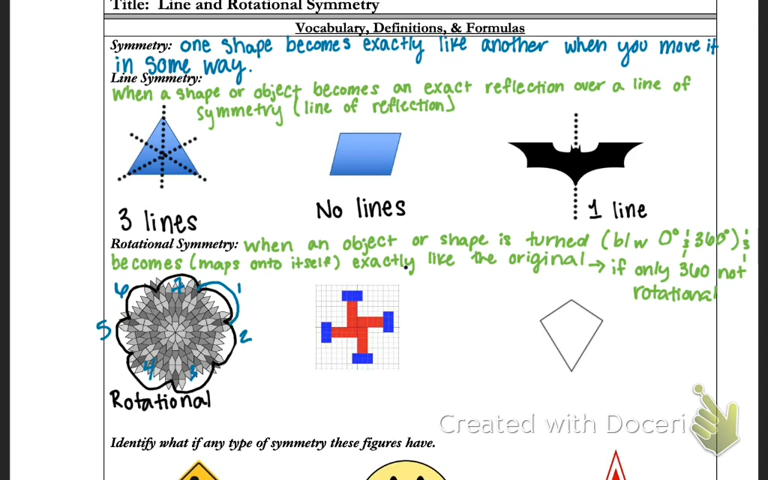 Title: Line and Rotational Symmetry
Vocabulary, Definitions, & Formulas
Symmetry: one shape becomes exactly like another when you move it
in some way.
Line Symmetry:
when a shape or object becomes an exact reflection over a line of
symmetry (line of reflection)
3 lines
No lines
1 line
Rotational Symmetry: when an object or shape is turned (b/w 0° & 360°) &
becomes (maps onto itself) exactly like the original → if only 360 not
rotational
6 7 1
5 2
4 3
Rotational
Created with Doceri
Identify what if any type of symmetry these figures have.